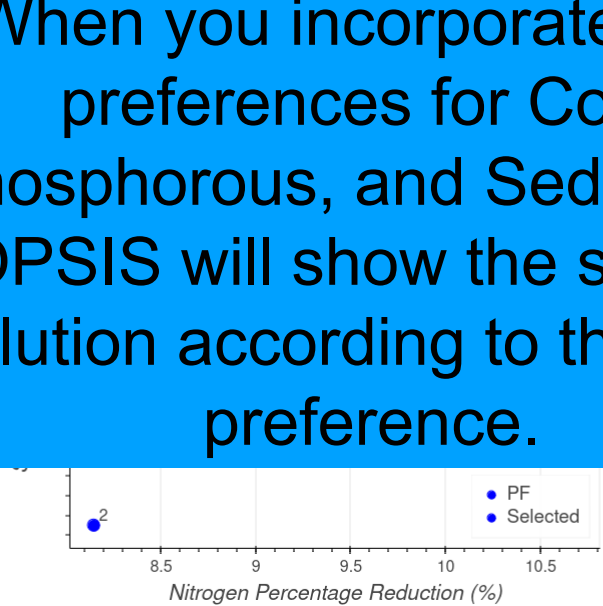 When you incorporate
preferences for Co
hosphorous, and Sed
OPSIS will show the s
lution according to th
preference.
PF
2
Selected
8.5 9 9.5 10 10.5
Nitrogen Percentage Reduction (%)